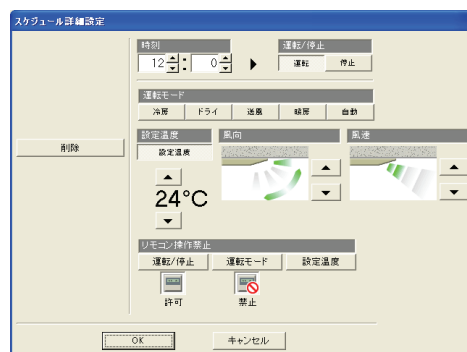 スケジュール詳細設定
時刻
運転/停止
12 : 0
運転 停止
運転モード
冷房 ドライ 送風 暖房 自動
削除
設定温度 風向 風速
設定温度
24°C
リモコン操作禁止
運転/停止 運転モード 設定温度
許可 禁止
OK キャンセル